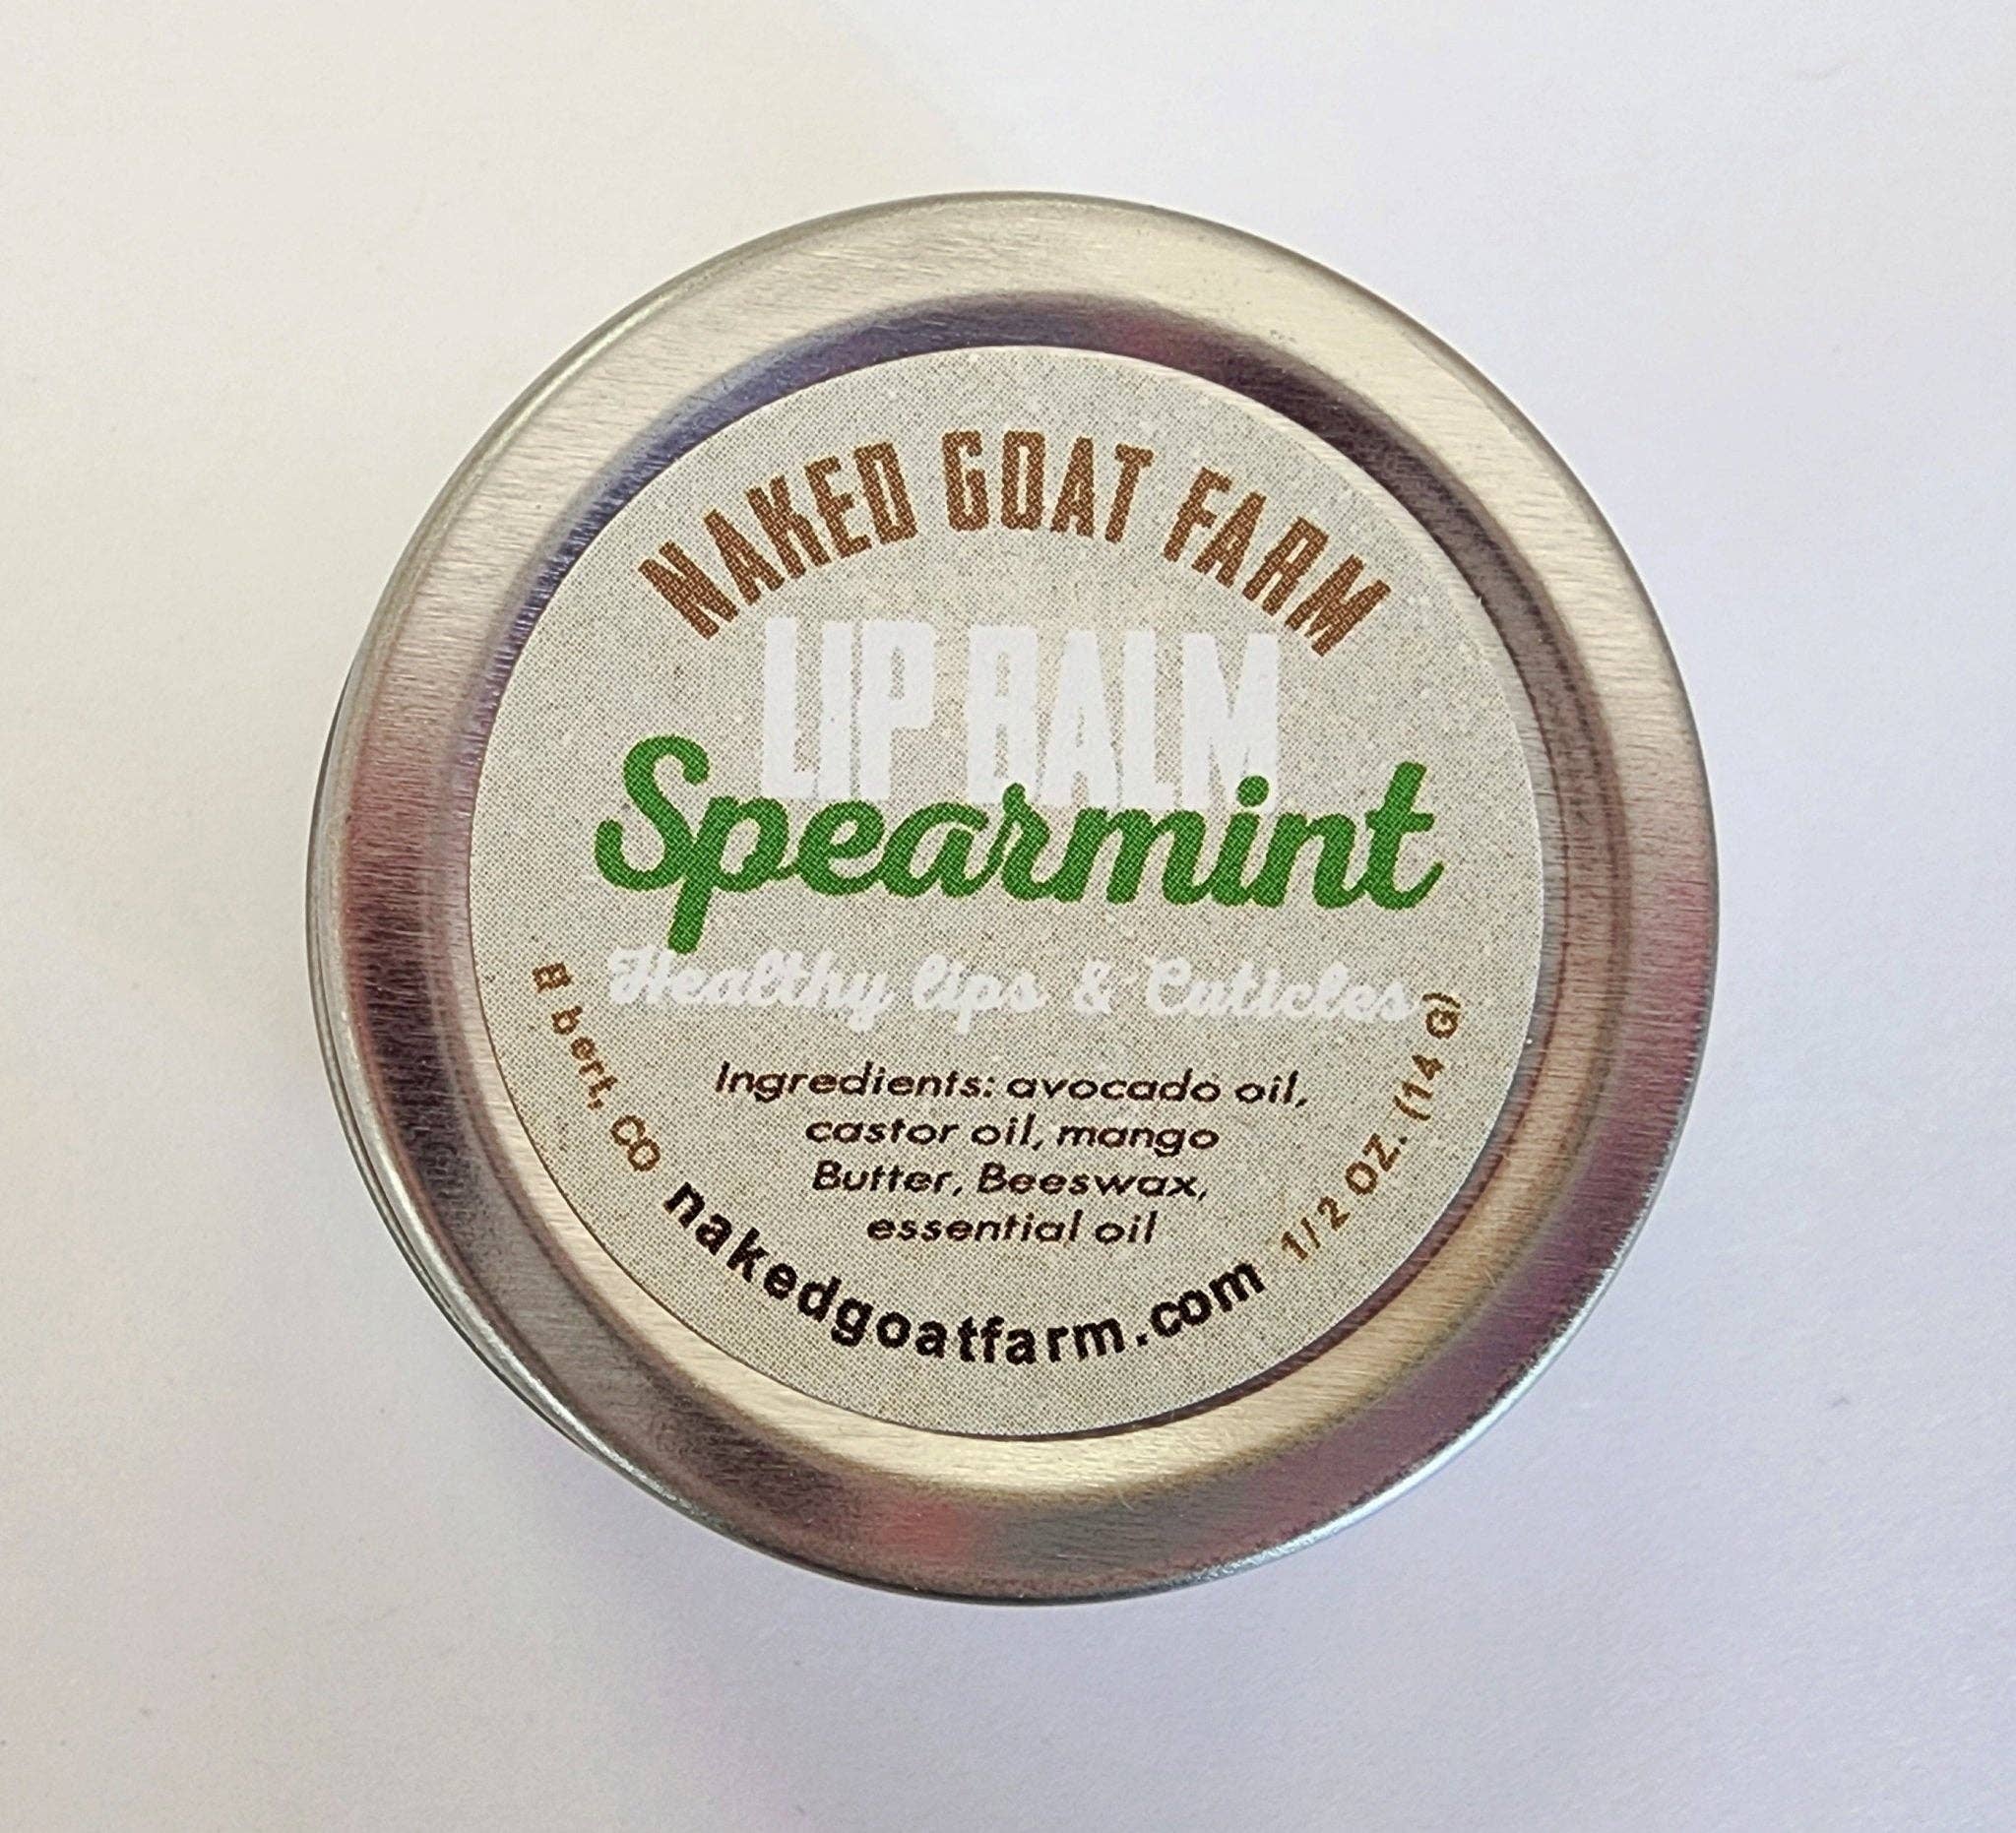 NAKED GOAT FARM
LIP BALM
Spearmint
Healthy lips & Cuticles
Ingredients: avocado oil,
castor oil, mango
Butter, Beeswax,
essential oil
bert, CO
nakedgoatfarm.com
1/2 OZ. (14 G)